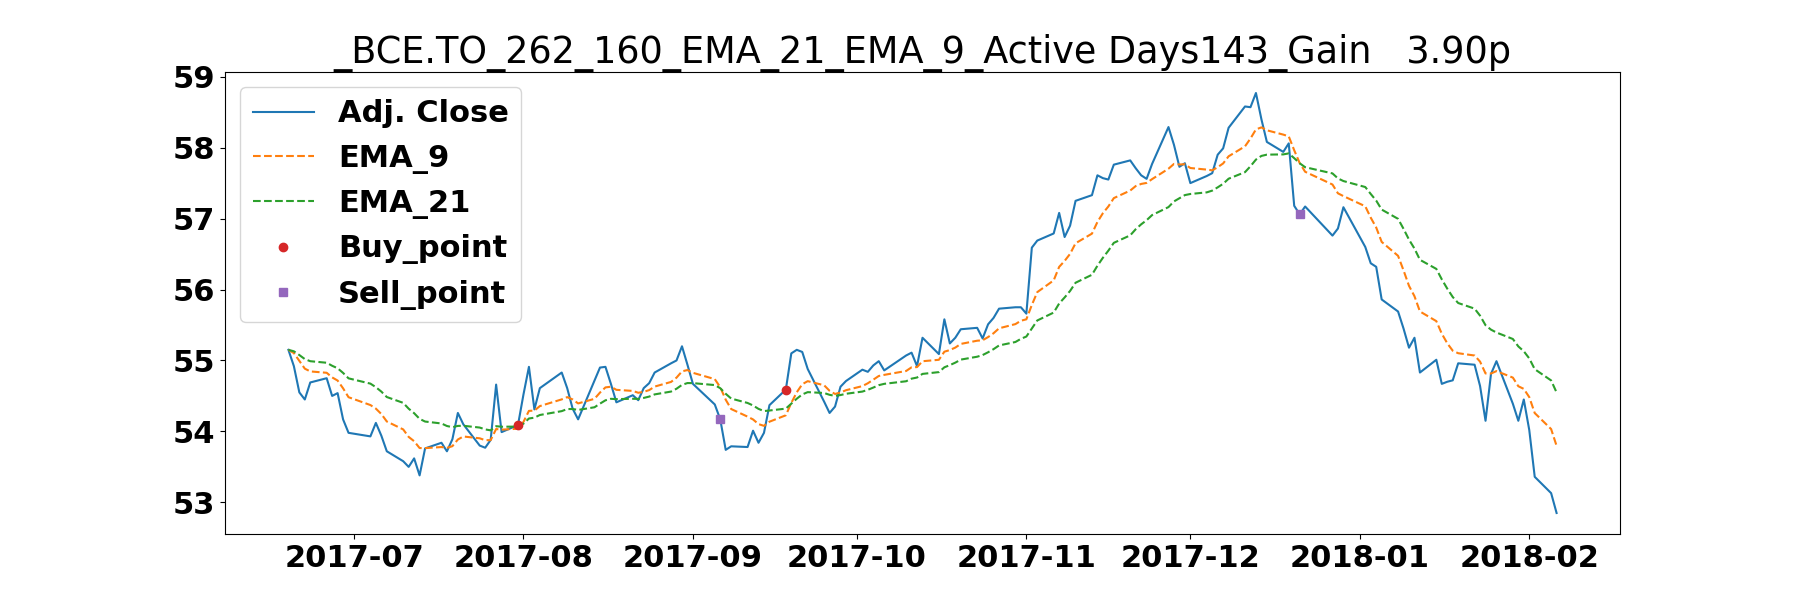 _BCE.TO_262_160_EMA_21_EMA_9_Active Days143_Gain   3.90p
59
58
57
56
55
54
53
Adj. Close
EMA_9
EMA_21
Buy_point
Sell_point
2017-07 2017-08 2017-09 2017-10 2017-11 2017-12 2018-01 2018-02